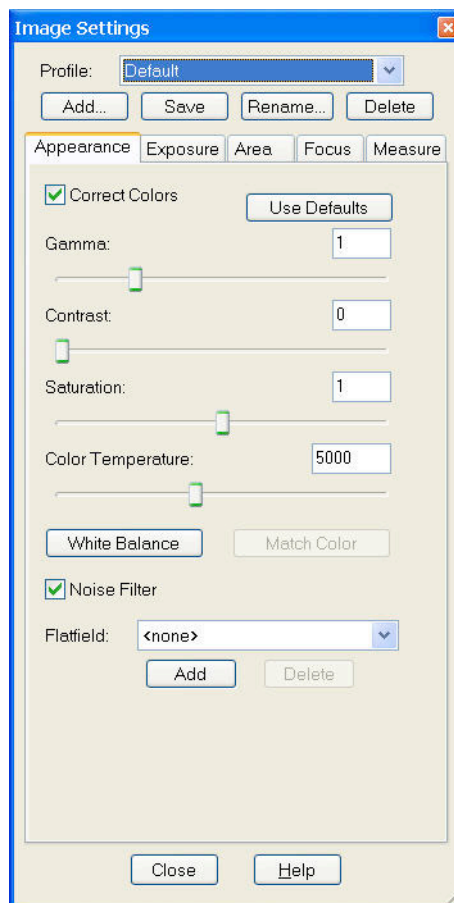 Image Settings
Profile: Default
Add... Save Rename... Delete
Appearance Exposure Area Focus Measure
Correct Colors
Use Defaults
Gamma: 1
Contrast: 0
Saturation: 1
Color Temperature: 5000
White Balance Match Color
Noise Filter
Flatfield: <none>
Add Delete
Close Help